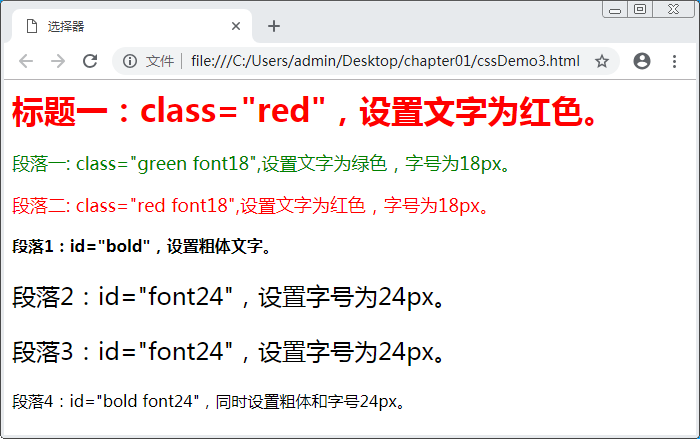 选择器
文件 | file:///C:/Users/admin/Desktop/chapter01/cssDemo3.html
标题一：class="red"，设置文字为红色。
段落一: class="green font18",设置文字为绿色，字号为18px。
段落二: class="red font18",设置文字为红色，字号为18px。
段落1：id="bold"，设置粗体文字。
段落2：id="font24"，设置字号为24px。
段落3：id="font24"，设置字号为24px。
段落4：id="bold font24"，同时设置粗体和字号24px。